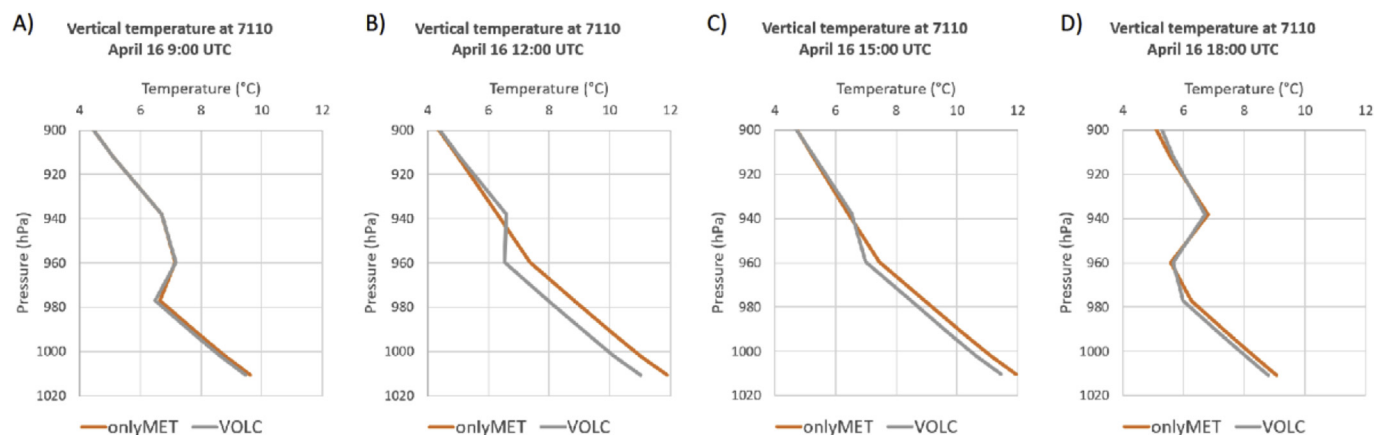 A)
Vertical temperature at 7110
April 16 9:00 UTC
Temperature (°C)
4 6 8 10 12
Pressure (hPa)
900
920
940
960
980
1000
1020
onlyMET VOLC
B)
Vertical temperature at 7110
April 16 12:00 UTC
Temperature (°C)
4 6 8 10 12
Pressure (hPa)
900
920
940
960
980
1000
1020
onlyMET VOLC
C)
Vertical temperature at 7110
April 16 15:00 UTC
Temperature (°C)
4 6 8 10 12
Pressure (hPa)
900
920
940
960
980
1000
1020
onlyMET VOLC
D)
Vertical temperature at 7110
April 16 18:00 UTC
Temperature (°C)
4 6 8 10 12
Pressure (hPa)
900
920
940
960
980
1000
1020
onlyMET VOLC